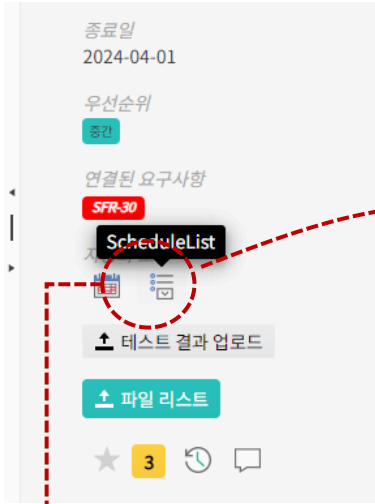 종료일
2024-04-01
우선순위
중간
연결된 요구사항
SFR-30
ScheduleList
테스트 결과 업로드
파일 리스트
3